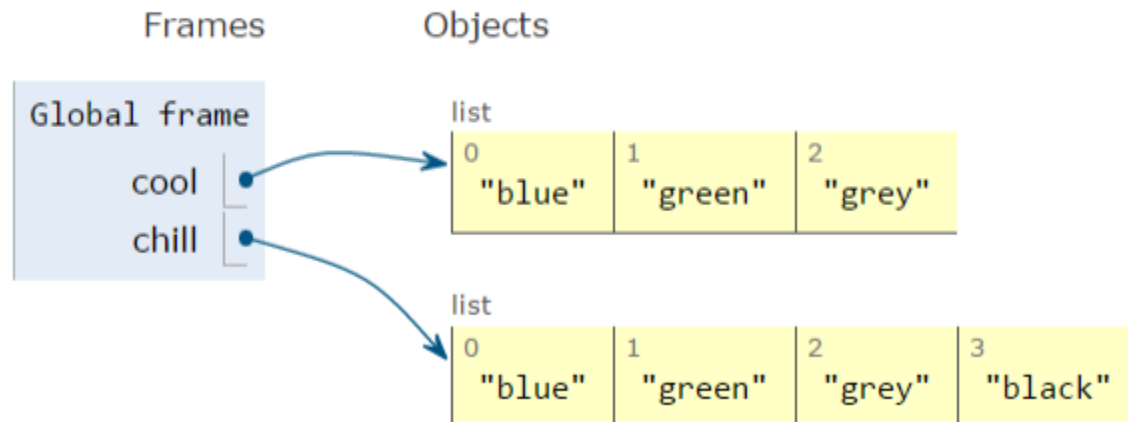 Frames Objects
Global frame
cool
chill
list
0 1 2
"blue" "green" "grey"
list
0 1 2 3
"blue" "green" "grey" "black"